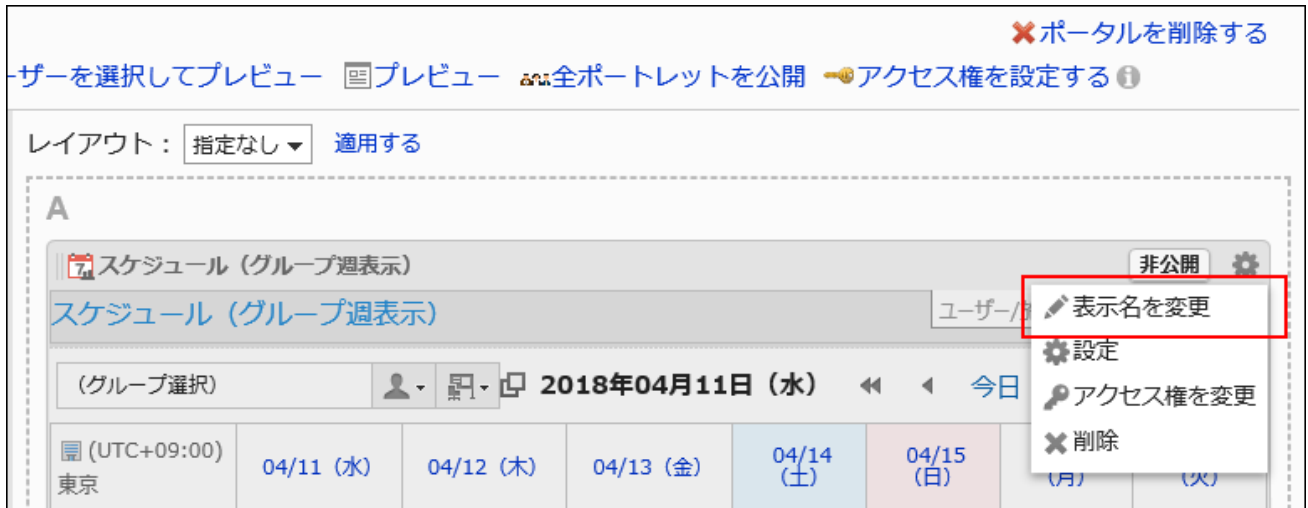 ポータルを削除する
ーザーを選択してプレビュー プレビュー 全ポートレットを公開 アクセス権を設定する
レイアウト： 指定なし 適用する
A
スケジュール（グループ週表示） 非公開
スケジュール（グループ週表示） ユーザー/
表示名を変更
設定
アクセス権を変更
削除
（グループ選択） 2018年04月11日（水） 今日
(UTC+09:00)
東京
04/11（水） 04/12（木） 04/13（金） 04/14
（土） 04/15
（日） （月） （火）